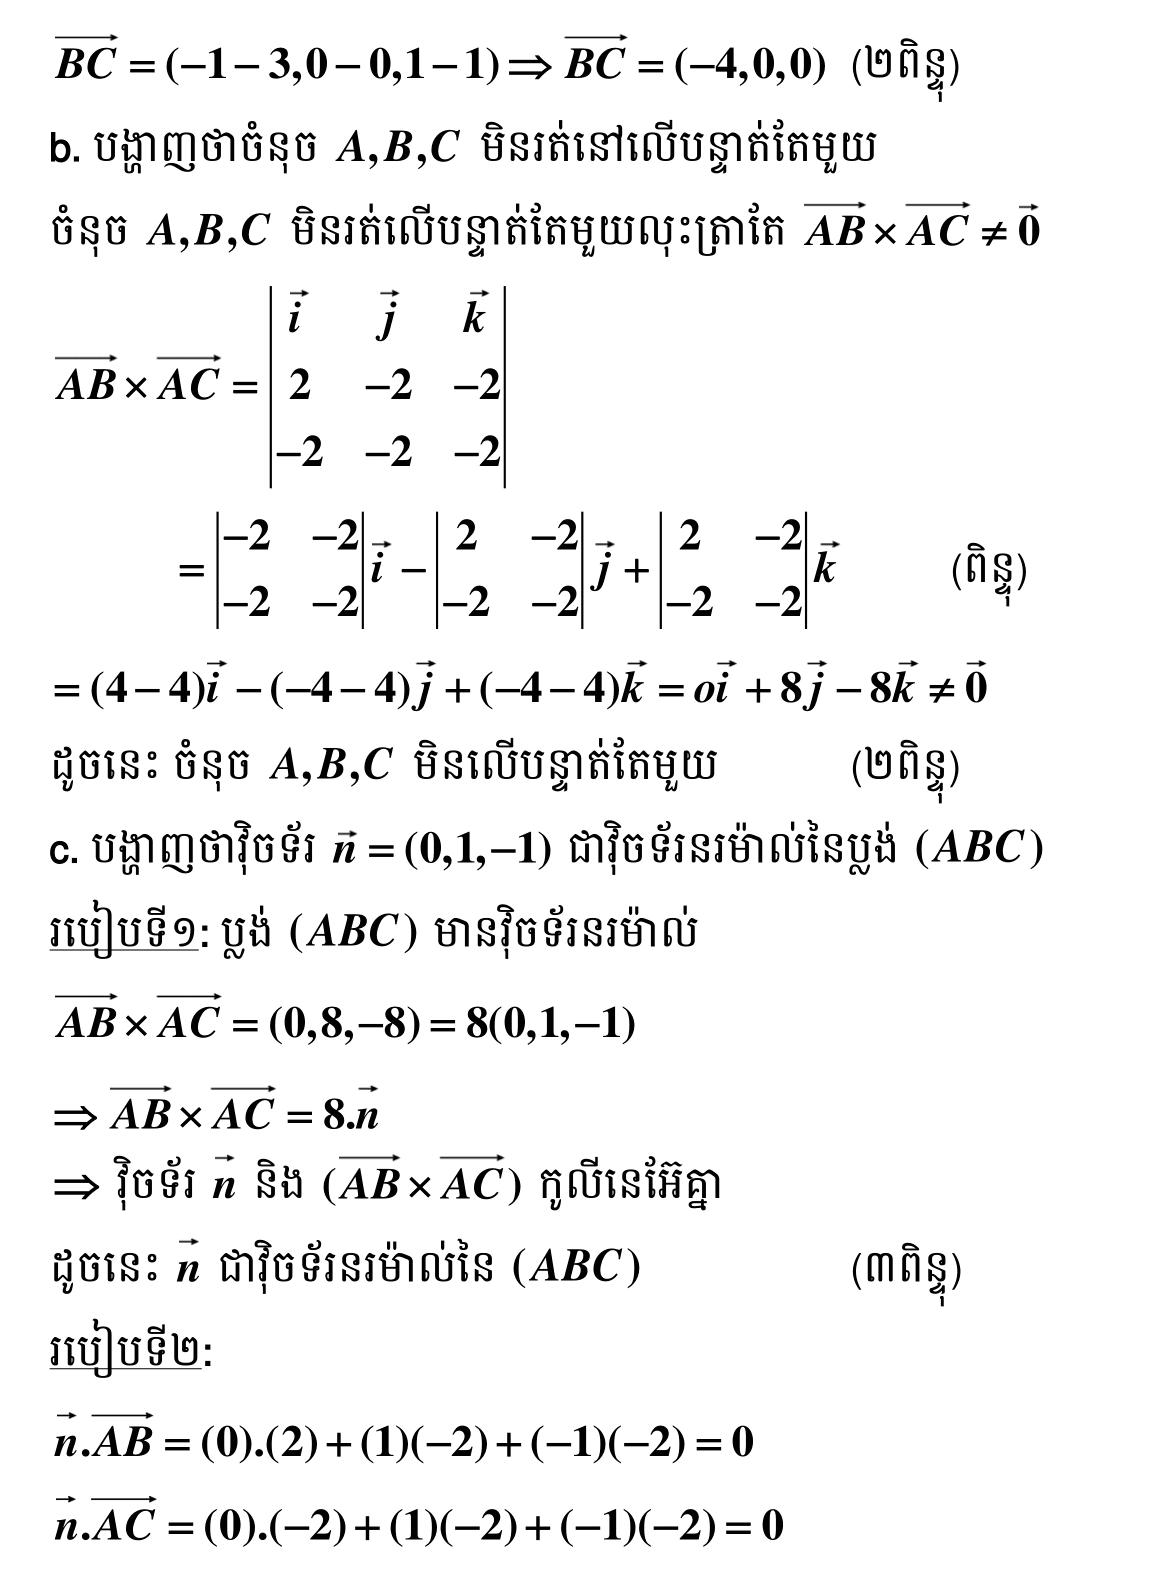 $\overrightarrow{BC} = (-1-3,0-0,1-1) \Rightarrow \overrightarrow{BC} = (-4,0,0)$ (២ពិន្ទុ)
b. បង្ហាញថាចំនុច $A,B,C$ មិនរត់នៅលើបន្ទាត់តែមួយ
ចំនុច $A,B,C$ មិនរត់លើបន្ទាត់តែមួយលុះត្រាតែ $\overrightarrow{AB} \times \overrightarrow{AC} \neq \vec{0}$
$\overrightarrow{AB} \times \overrightarrow{AC} = \begin{vmatrix} \vec{i} & \vec{j} & \vec{k} \\ 2 & -2 & -2 \\ -2 & -2 & -2 \end{vmatrix}$
$= \begin{vmatrix} -2 & -2 \\ -2 & -2 \end{vmatrix}\vec{i} - \begin{vmatrix} 2 & -2 \\ -2 & -2 \end{vmatrix}\vec{j} + \begin{vmatrix} 2 & -2 \\ -2 & -2 \end{vmatrix}\vec{k}$ (ពិន្ទុ)
$= (4-4)\vec{i} - (-4-4)\vec{j} + (-4-4)\vec{k} = o\vec{i} + 8\vec{j} - 8\vec{k} \neq \vec{0}$
ដូចនេះ ចំនុច $A,B,C$ មិនលើបន្ទាត់តែមួយ (២ពិន្ទុ)
c. បង្ហាញថាវ៉ិចទ័រ $\vec{n} = (0,1,-1)$ ជាវ៉ិចទ័រនរម៉ាល់នៃប្លង់ $(ABC)$
របៀបទី១: ប្លង់ $(ABC)$ មានវ៉ិចទ័រនរម៉ាល់
$\overrightarrow{AB} \times \overrightarrow{AC} = (0,8,-8) = 8(0,1,-1)$
$\Rightarrow \overrightarrow{AB} \times \overrightarrow{AC} = 8.\vec{n}$
$\Rightarrow$ វ៉ិចទ័រ $\vec{n}$ និង $(\overrightarrow{AB} \times \overrightarrow{AC})$ កូលីនេអ៊ែគ្នា
ដូចនេះ $\vec{n}$ ជាវ៉ិចទ័រនរម៉ាល់នៃ $(ABC)$ (៣ពិន្ទុ)
របៀបទី២:
$\vec{n}.\overrightarrow{AB} = (0).(2) + (1)(-2) + (-1)(-2) = 0$
$\vec{n}.\overrightarrow{AC} = (0).(-2) + (1)(-2) + (-1)(-2) = 0$